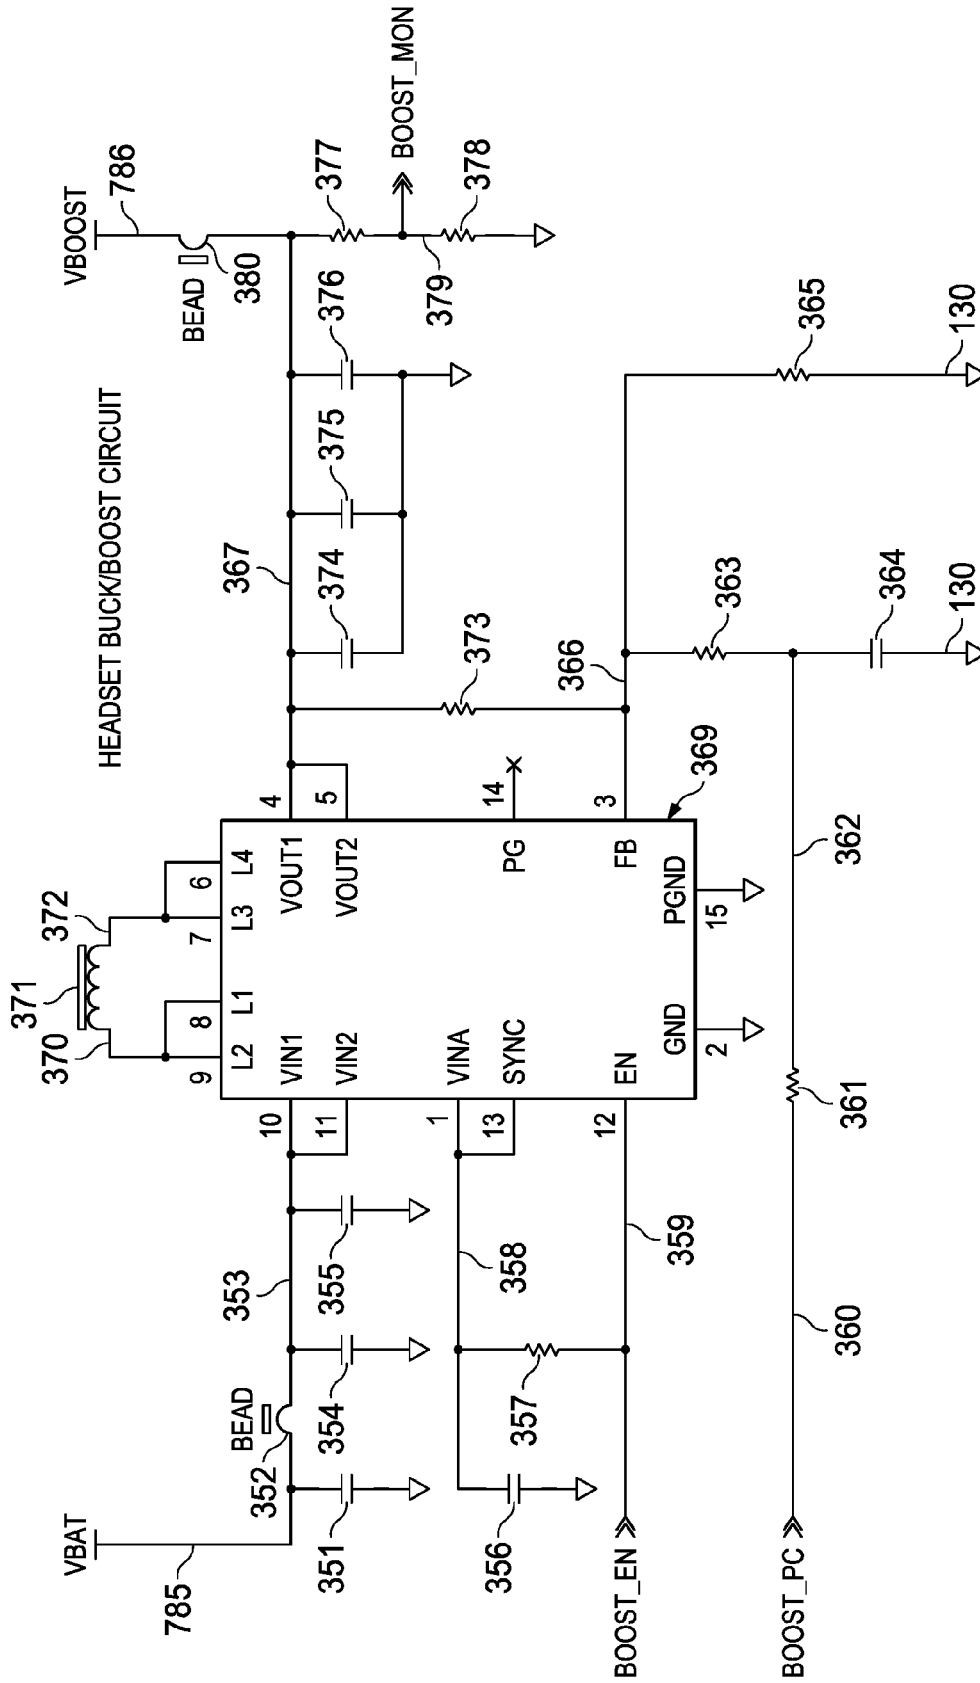 HEADSET BUCK/BOOST CIRCUIT
VBAT
785
351
BEAD
352
354
353
355
356
357
358
BOOST_EN
359
BOOST_PC
360
361
362
370
371
372
9 8 7 6
L2 L1 L3 L4
10 VIN1
11 VIN2
1 VINA
13 SYNC
12 EN
VOUT1 4
VOUT2 5
PG 14
FB 3
GND PGND
2 15
369
367
373
374
375
376
366
363
364
130
365
130
VBOOST
786
BEAD
380
377
BOOST_MON
379
378